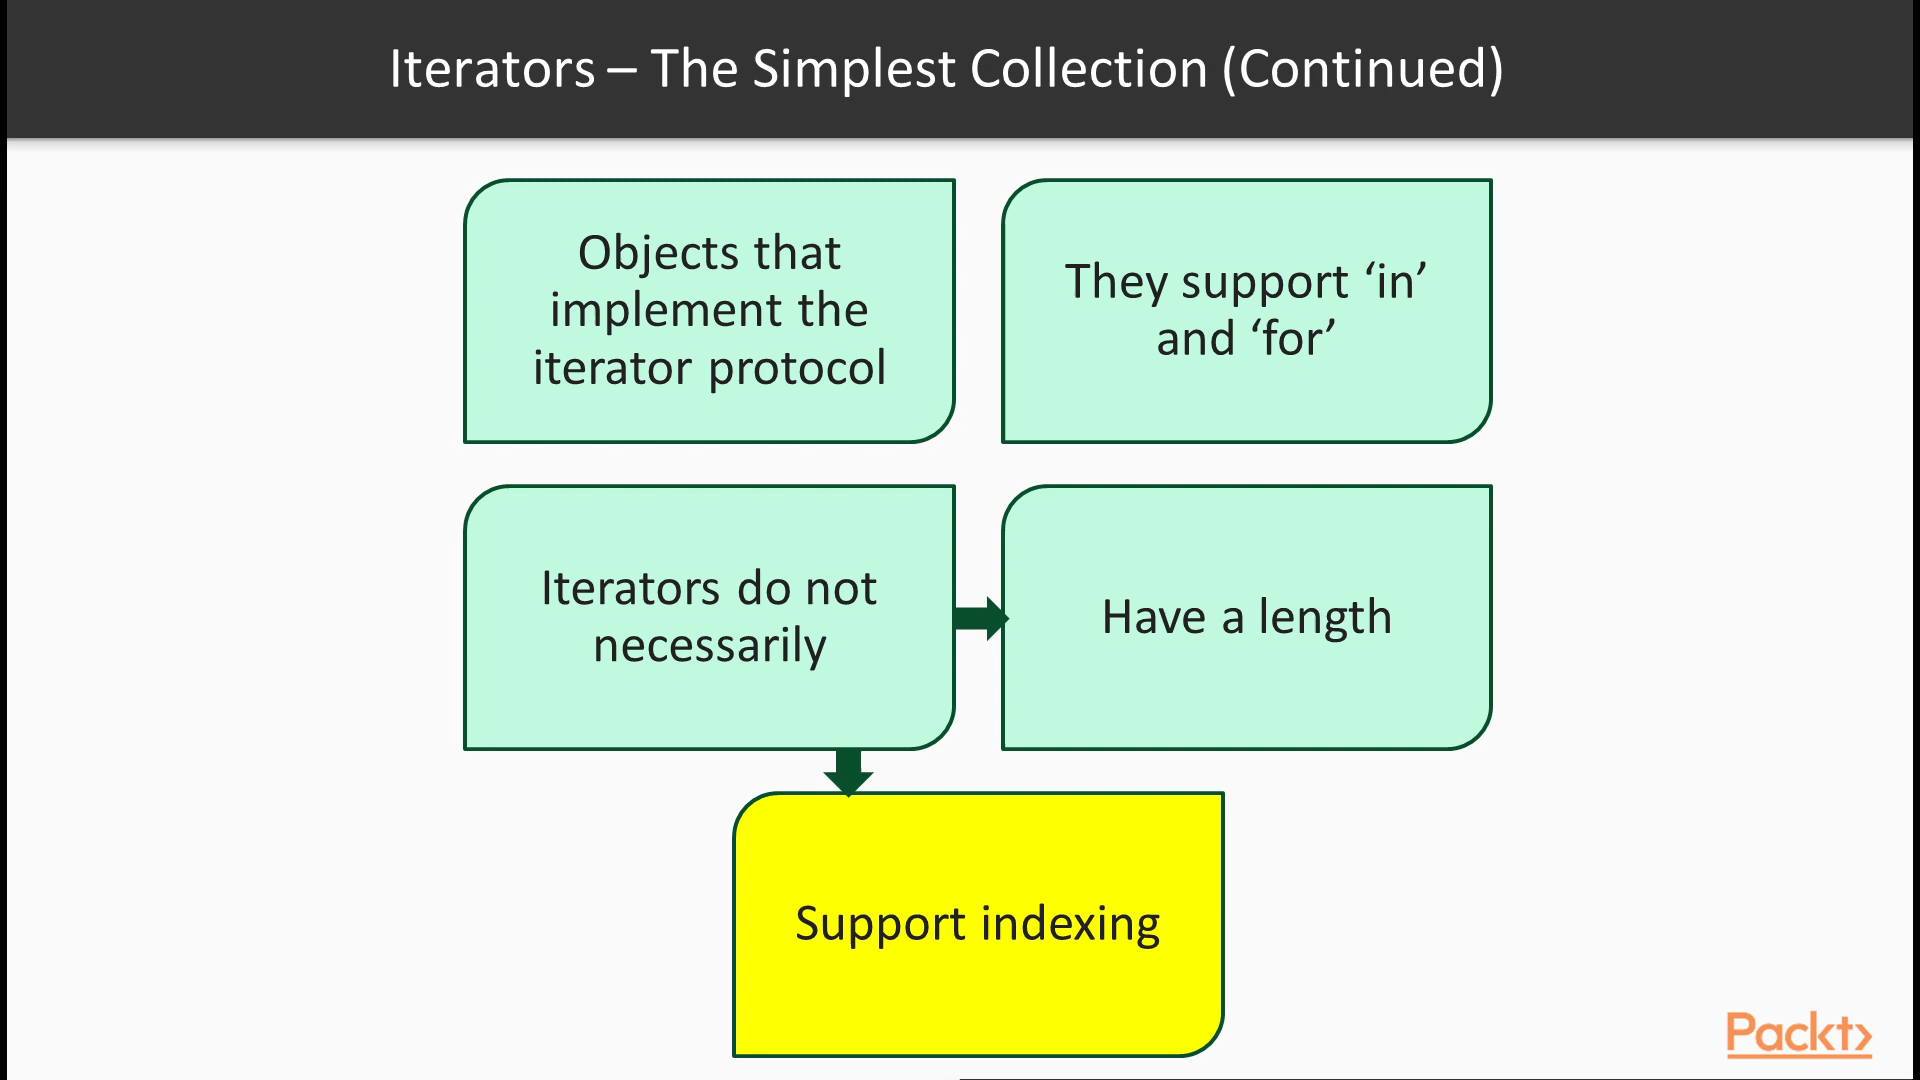 Iterators – The Simplest Collection (Continued)
Objects that
implement the
iterator protocol
They support ‘in’
and ‘for’
Iterators do not
necessarily
Have a length
Support indexing
Packt>